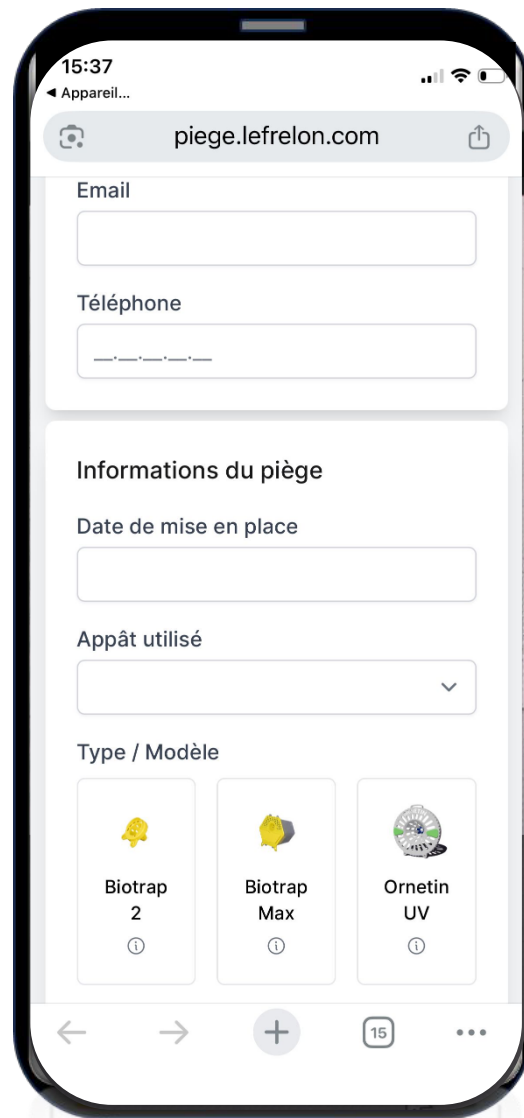 15:37
◀ Appareil...
piege.lefrelon.com
Email
Téléphone
__.__.__.__.__
Informations du piège
Date de mise en place
Appât utilisé
Type / Modèle
Biotrap
2
Biotrap
Max
Ornetin
UV
15